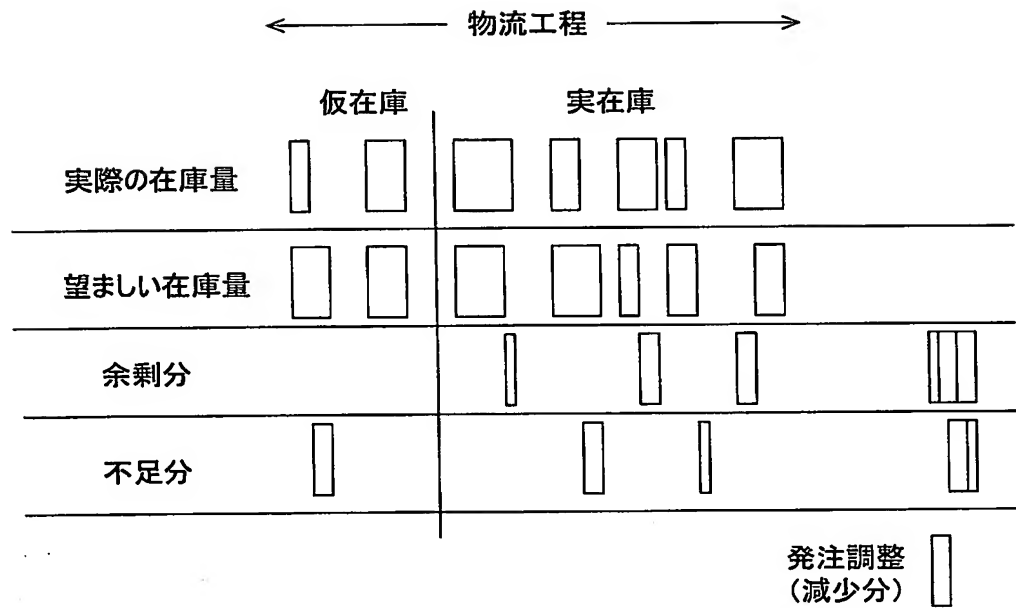 物流工程
仮在庫
実在庫
実際の在庫量
望ましい在庫量
余剰分
不足分
発注調整
(減少分)